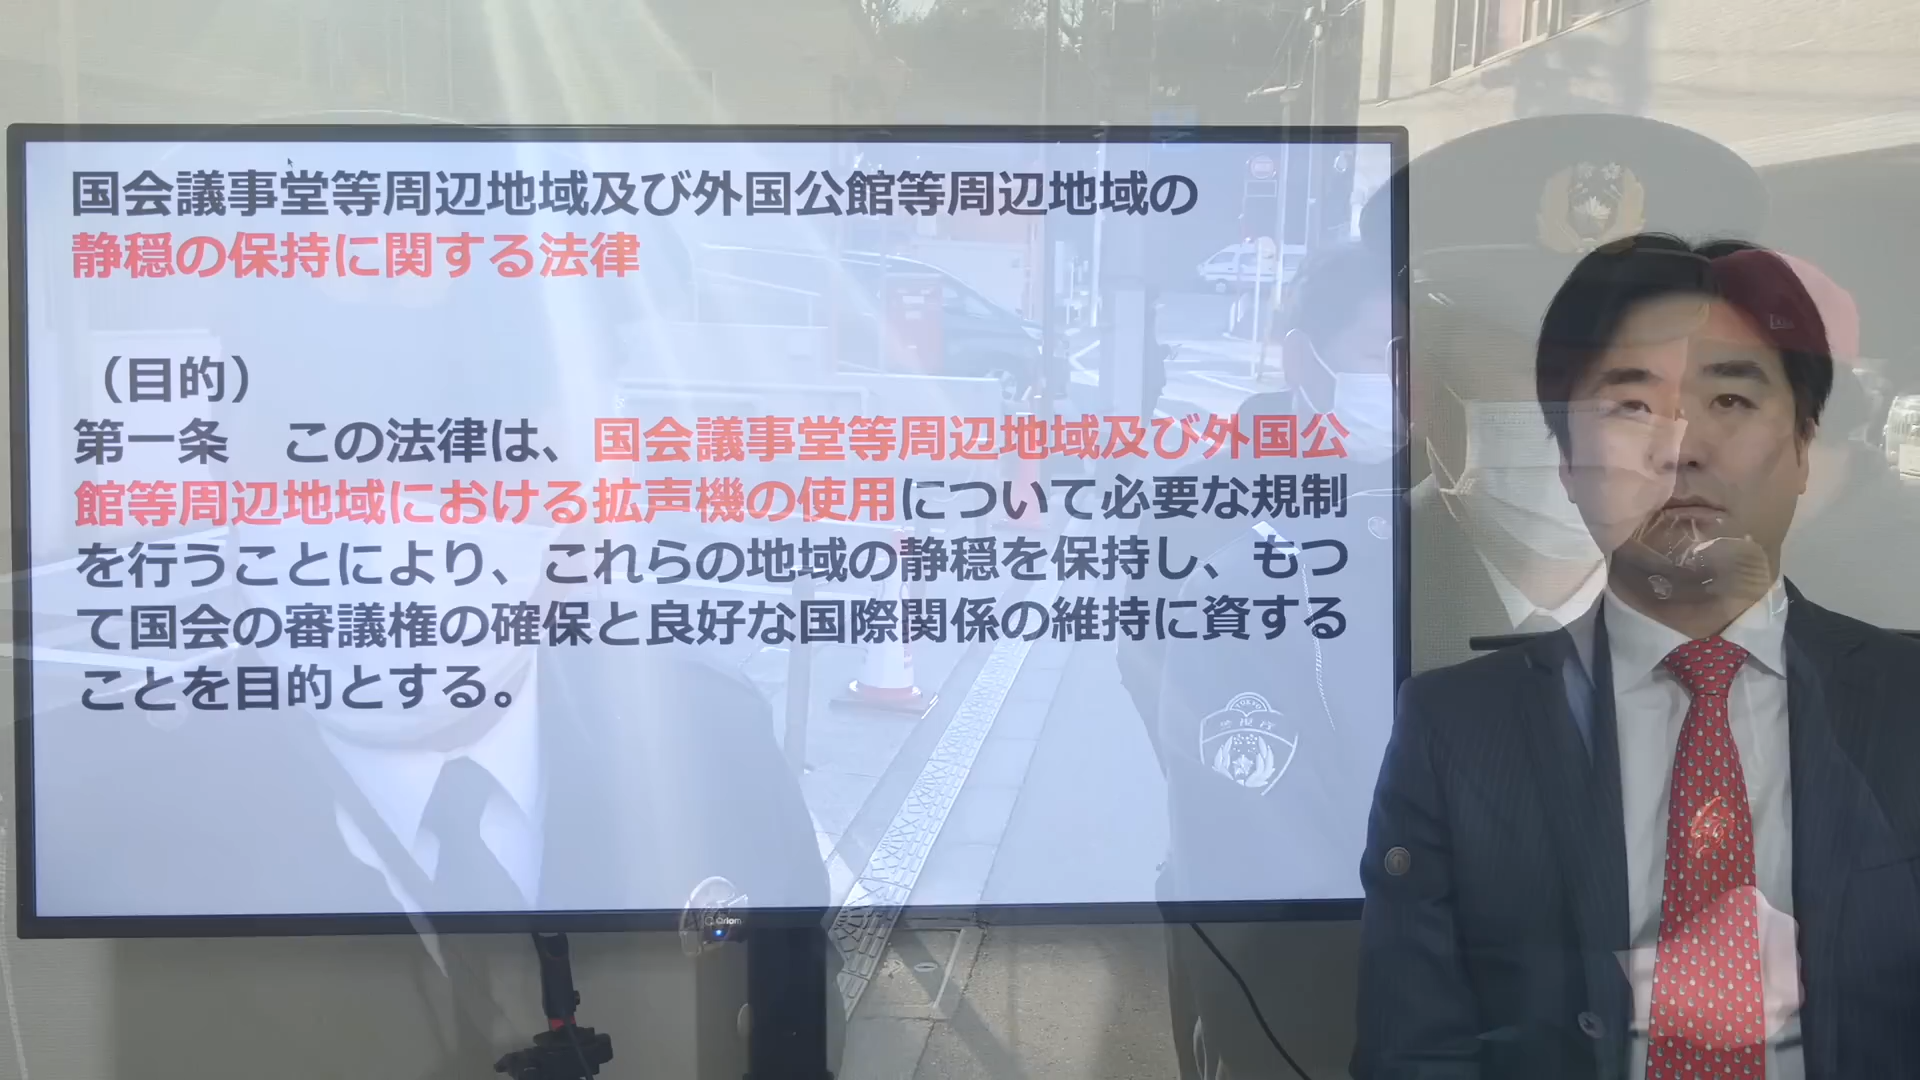 国会議事堂等周辺地域及び外国公館等周辺地域の
静穏の保持に関する法律
（目的）
第一条　この法律は、国会議事堂等周辺地域及び外国公
館等周辺地域における拡声機の使用について必要な規制
を行うことにより、これらの地域の静穏を保持し、もつ
て国会の審議権の確保と良好な国際関係の維持に資する
ことを目的とする。
TOKYO
警視庁
Orion